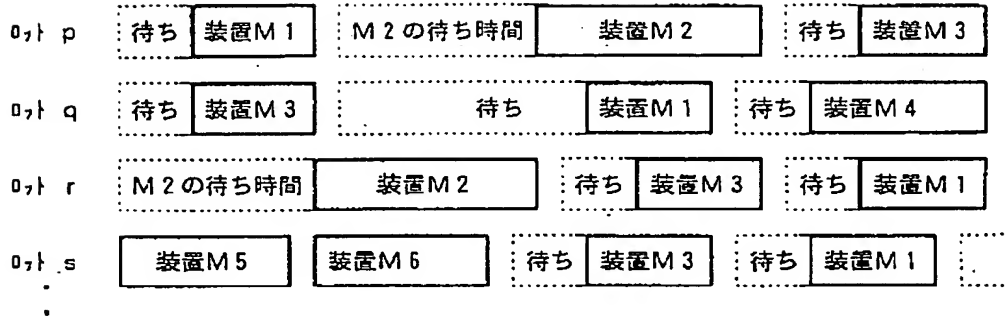 ロット p 待ち 装置M1 M2の待ち時間 装置M2 待ち 装置M3
ロット q 待ち 装置M3 待ち 装置M1 待ち 装置M4
ロット r M2の待ち時間 装置M2 待ち 装置M3 待ち 装置M1
ロット s 装置M5 装置M6 待ち 装置M3 待ち 装置M1